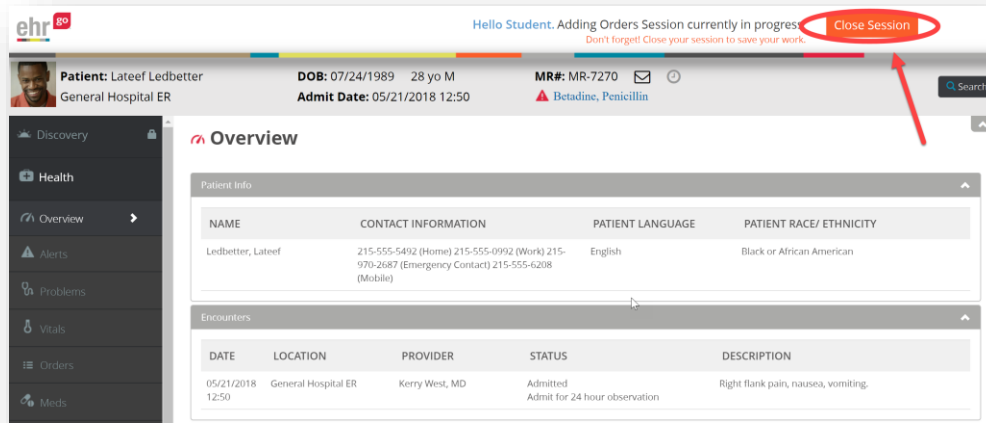 ehr go
Hello Student. Adding Orders Session currently in progress
Close Session
Don't forget! Close your session to save your work.
Patient: Lateef Ledbetter
DOB: 07/24/1989 28 yo M
MR#: MR-7270
General Hospital ER
Admit Date: 05/21/2018 12:50
Betadine, Penicillin
Search
Discovery
Health
Overview
Alerts
Problems
Vitals
Orders
Meds
Overview
Patient Info
NAME CONTACT INFORMATION PATIENT LANGUAGE PATIENT RACE/ ETHNICITY
Ledbetter, Lateef 215-555-5492 (Home) 215-555-0992 (Work) 215- English Black or African American
970-2687 (Emergency Contact) 215-555-6208
(Mobile)
Encounters
DATE LOCATION PROVIDER STATUS DESCRIPTION
05/21/2018 General Hospital ER Kerry West, MD Admitted Right flank pain, nausea, vomiting.
12:50 Admit for 24 hour observation